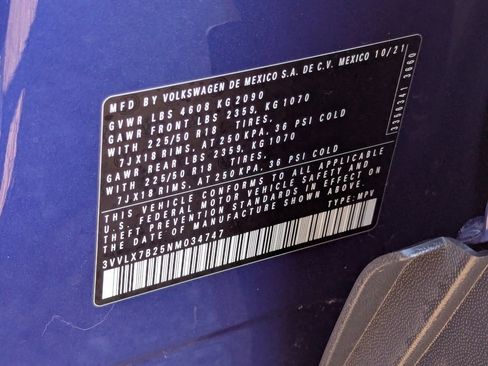 MFD BY VOLKSWAGEN DE MEXICO S.A. DE C.V. MEXICO 10/21
GVWR LBS 4608 KG 2090
GAWR FRONT LBS 2359, KG 1070
WITH 225/50 R18 TIRES,
7JX18 RIMS, AT 250 KPA, 36 PSI COLD
GAWR REAR LBS 2359, KG 1070
WITH 225/50 R18 TIRES,
7JX18 RIMS, AT 250 KPA, 36 PSI COLD
THIS VEHICLE CONFORMS TO ALL APPLICABLE
U.S. FEDERAL MOTOR VEHICLE SAFETY STANDARDS IN EFFECT ON
THE DATE OF MANUFACTURE SHOWN ABOVE.
3VVLX7B25NM034747 TYPE: MPV